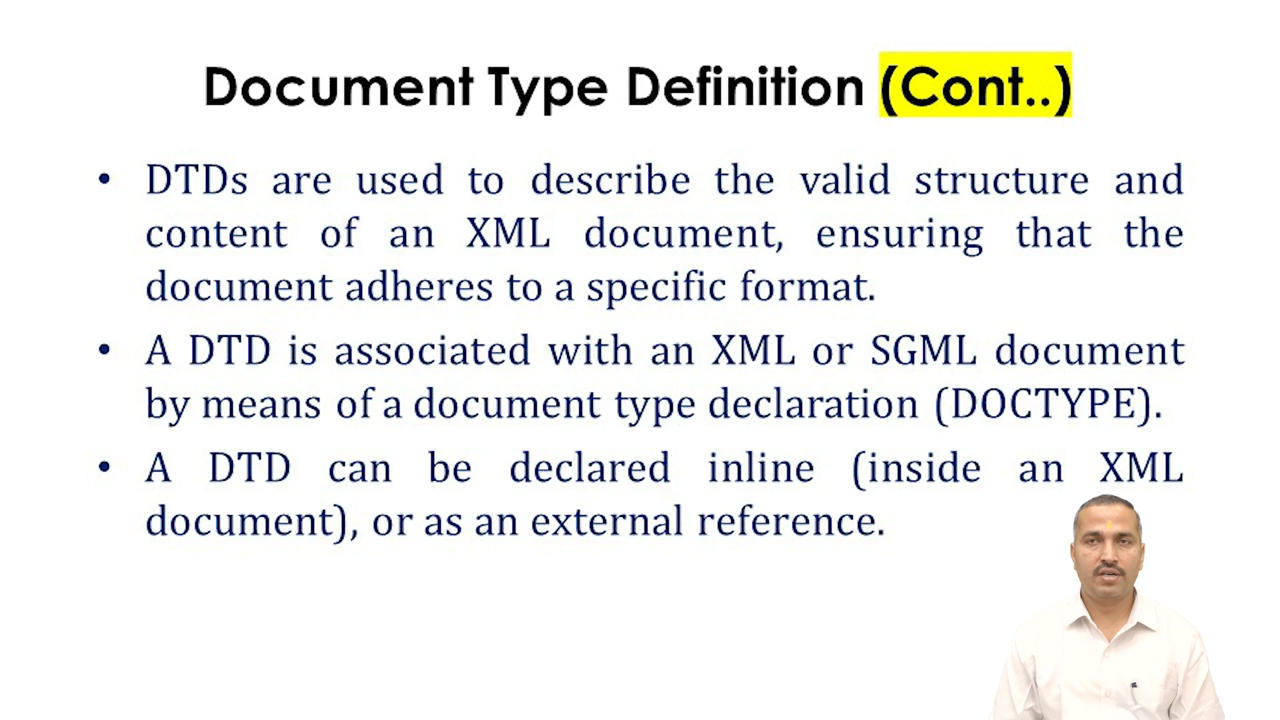 Document Type Definition (Cont..)
• DTDs are used to describe the valid structure and
content of an XML document, ensuring that the
document adheres to a specific format.
• A DTD is associated with an XML or SGML document
by means of a document type declaration (DOCTYPE).
• A DTD can be declared inline (inside an XML
document), or as an external reference.